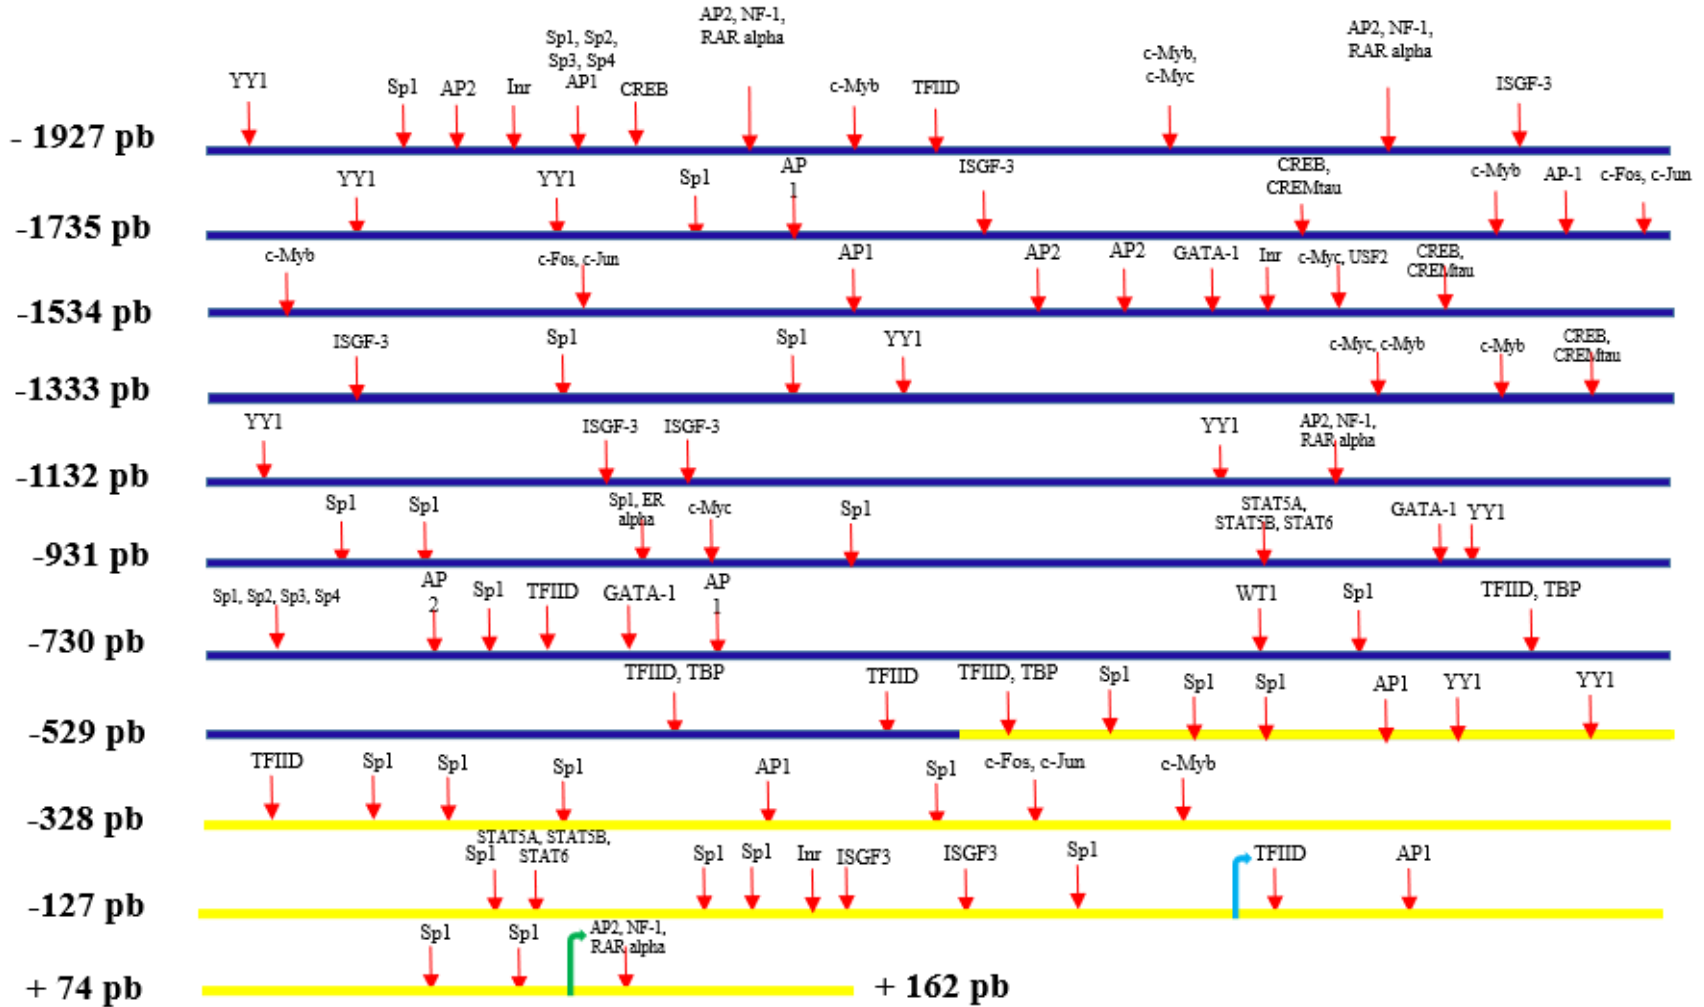 AP2, NF-1,
RAR alpha
Sp1, Sp2,
Sp3, Sp4
AP1
AP2, NF-1,
RAR alpha
c-Myb,
c-Myc
YY1
Sp1
AP2
Inr
CREB
c-Myb
TFIID
ISGF-3
- 1927 pb
YY1
YY1
Sp1
AP
1
ISGF-3
CREB,
CREMtau
c-Myb
AP-1
c-Fos, c-Jun
-1735 pb
c-Myb
c-Fos, c-Jun
AP1
AP2
AP2
GATA-1
Inr
c-Myc, USF2
CREB,
CREMtau
-1534 pb
ISGF-3
Sp1
Sp1
YY1
c-Myc, c-Myb
c-Myb
CREB,
CREMtau
-1333 pb
YY1
ISGF-3
ISGF-3
YY1
AP2, NF-1,
RAR alpha
-1132 pb
Sp1
Sp1
Sp1, ER
alpha
c-Myc
Sp1
STAT5A,
STAT5B, STAT6
GATA-1
YY1
-931 pb
Sp1, Sp2, Sp3, Sp4
AP
2
Sp1
TFIID
GATA-1
AP
1
WT1
Sp1
TFIID, TBP
-730 pb
TFIID, TBP
TFIID
TFIID, TBP
Sp1
Sp1
Sp1
AP1
YY1
YY1
-529 pb
TFIID
Sp1
Sp1
Sp1
AP1
Sp1
c-Fos, c-Jun
c-Myb
-328 pb
Sp1
STAT5A, STAT5B,
STAT6
Sp1
Sp1
Inr
ISGF3
ISGF3
Sp1
TFIID
AP1
-127 pb
Sp1
Sp1
AP2, NF-1,
RAR alpha
+ 74 pb
+ 162 pb